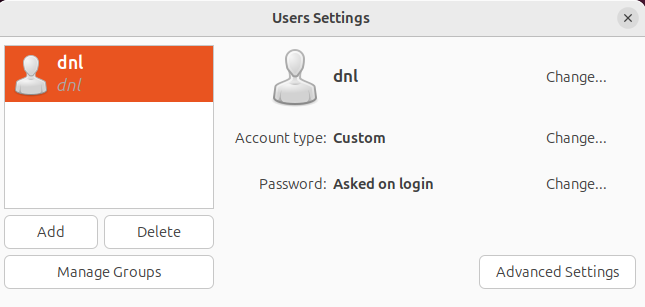 Users Settings
dnl
dnl
dnl
Change...
Account type: Custom
Change...
Password: Asked on login
Change...
Add
Delete
Manage Groups
Advanced Settings